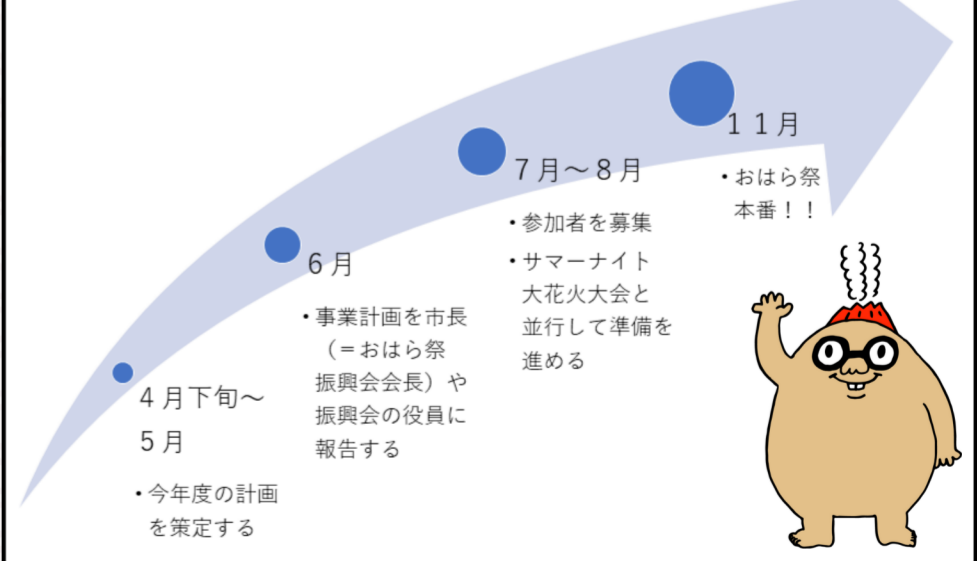 4月下旬～
5月
・今年度の計画
を策定する
6月
・事業計画を市長
（＝おはら祭
振興会会長）や
振興会の役員に
報告する
7月～8月
・参加者を募集
・サマーナイト
大花火大会と
並行して準備を
進める
１１月
・おはら祭
本番！！